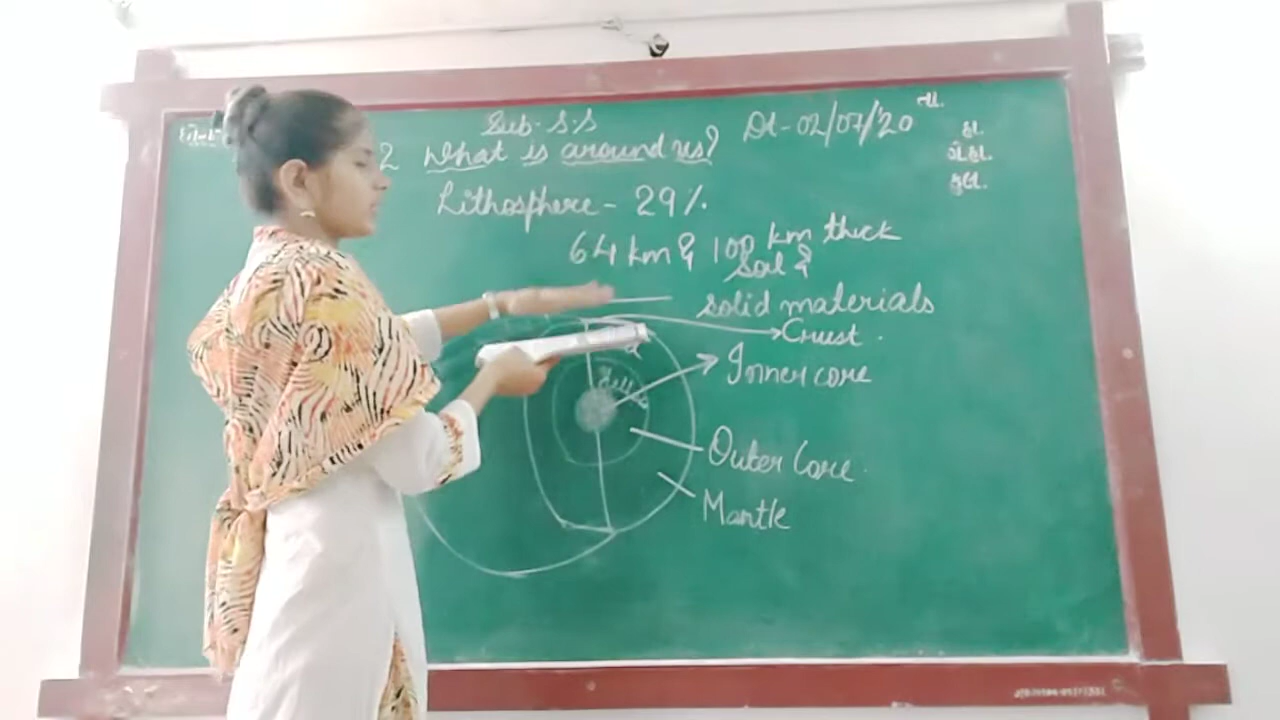 Sub- S.S
Dt- 02/07/'20
તા.
2 What is around us?
હા.
ગે.હા.
કુલ.
Lithosphere - 29%.
64 km & 100 km thick
Soil &
solid materials
Crust.
Inner core
Outer Core.
Mantle